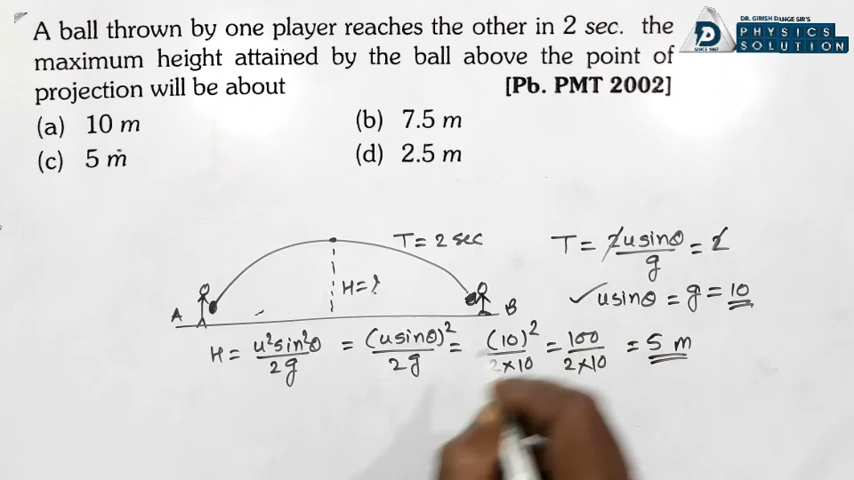 A ball thrown by one player reaches the other in 2 sec. the
maximum height attained by the ball above the point of
projection will be about [Pb. PMT 2002]
(a) 10 m (b) 7.5 m
(c) 5 m (d) 2.5 m
DR. GIRISH DANGE SIR'S
PHYSICS
SOLUTION
T = 2 sec
H = ?
A
B
T = 2usinθ/g = 2
✓ usinθ = g = 10
H = u²sin²θ/2g = (usinθ)²/2g = (10)²/2×10 = 100/2×10 = 5 m